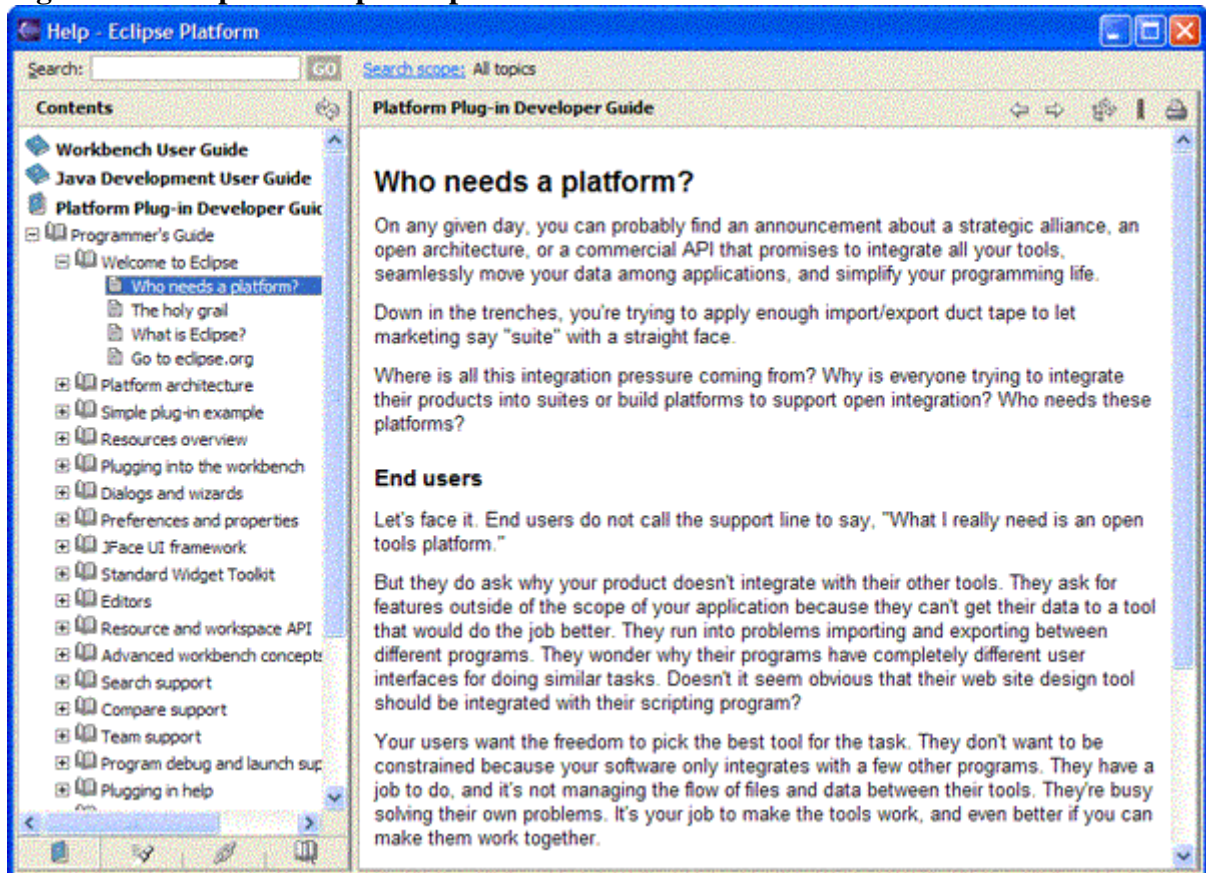 Help - Eclipse Platform
Search: GO Search scope: All topics
Contents
Workbench User Guide
Java Development User Guide
Platform Plug-in Developer Guid
Programmer's Guide
Welcome to Eclipse
Who needs a platform?
The holy grail
What is Eclipse?
Go to eclipse.org
Platform architecture
Simple plug-in example
Resources overview
Plugging into the workbench
Dialogs and wizards
Preferences and properties
JFace UI framework
Standard Widget Toolkit
Editors
Resource and workspace API
Advanced workbench concepts
Search support
Compare support
Team support
Program debug and launch sup
Plugging in help
Platform Plug-in Developer Guide
Who needs a platform?
On any given day, you can probably find an announcement about a strategic alliance, an
open architecture, or a commercial API that promises to integrate all your tools,
seamlessly move your data among applications, and simplify your programming life.
Down in the trenches, you're trying to apply enough import/export duct tape to let
marketing say "suite" with a straight face.
Where is all this integration pressure coming from? Why is everyone trying to integrate
their products into suites or build platforms to support open integration? Who needs these
platforms?
End users
Let's face it. End users do not call the support line to say, "What I really need is an open
tools platform."
But they do ask why your product doesn't integrate with their other tools. They ask for
features outside of the scope of your application because they can't get their data to a tool
that would do the job better. They run into problems importing and exporting between
different programs. They wonder why their programs have completely different user
interfaces for doing similar tasks. Doesn't it seem obvious that their web site design tool
should be integrated with their scripting program?
Your users want the freedom to pick the best tool for the task. They don't want to be
constrained because your software only integrates with a few other programs. They have a
job to do, and it's not managing the flow of files and data between their tools. They're busy
solving their own problems. It's your job to make the tools work, and even better if you can
make them work together.